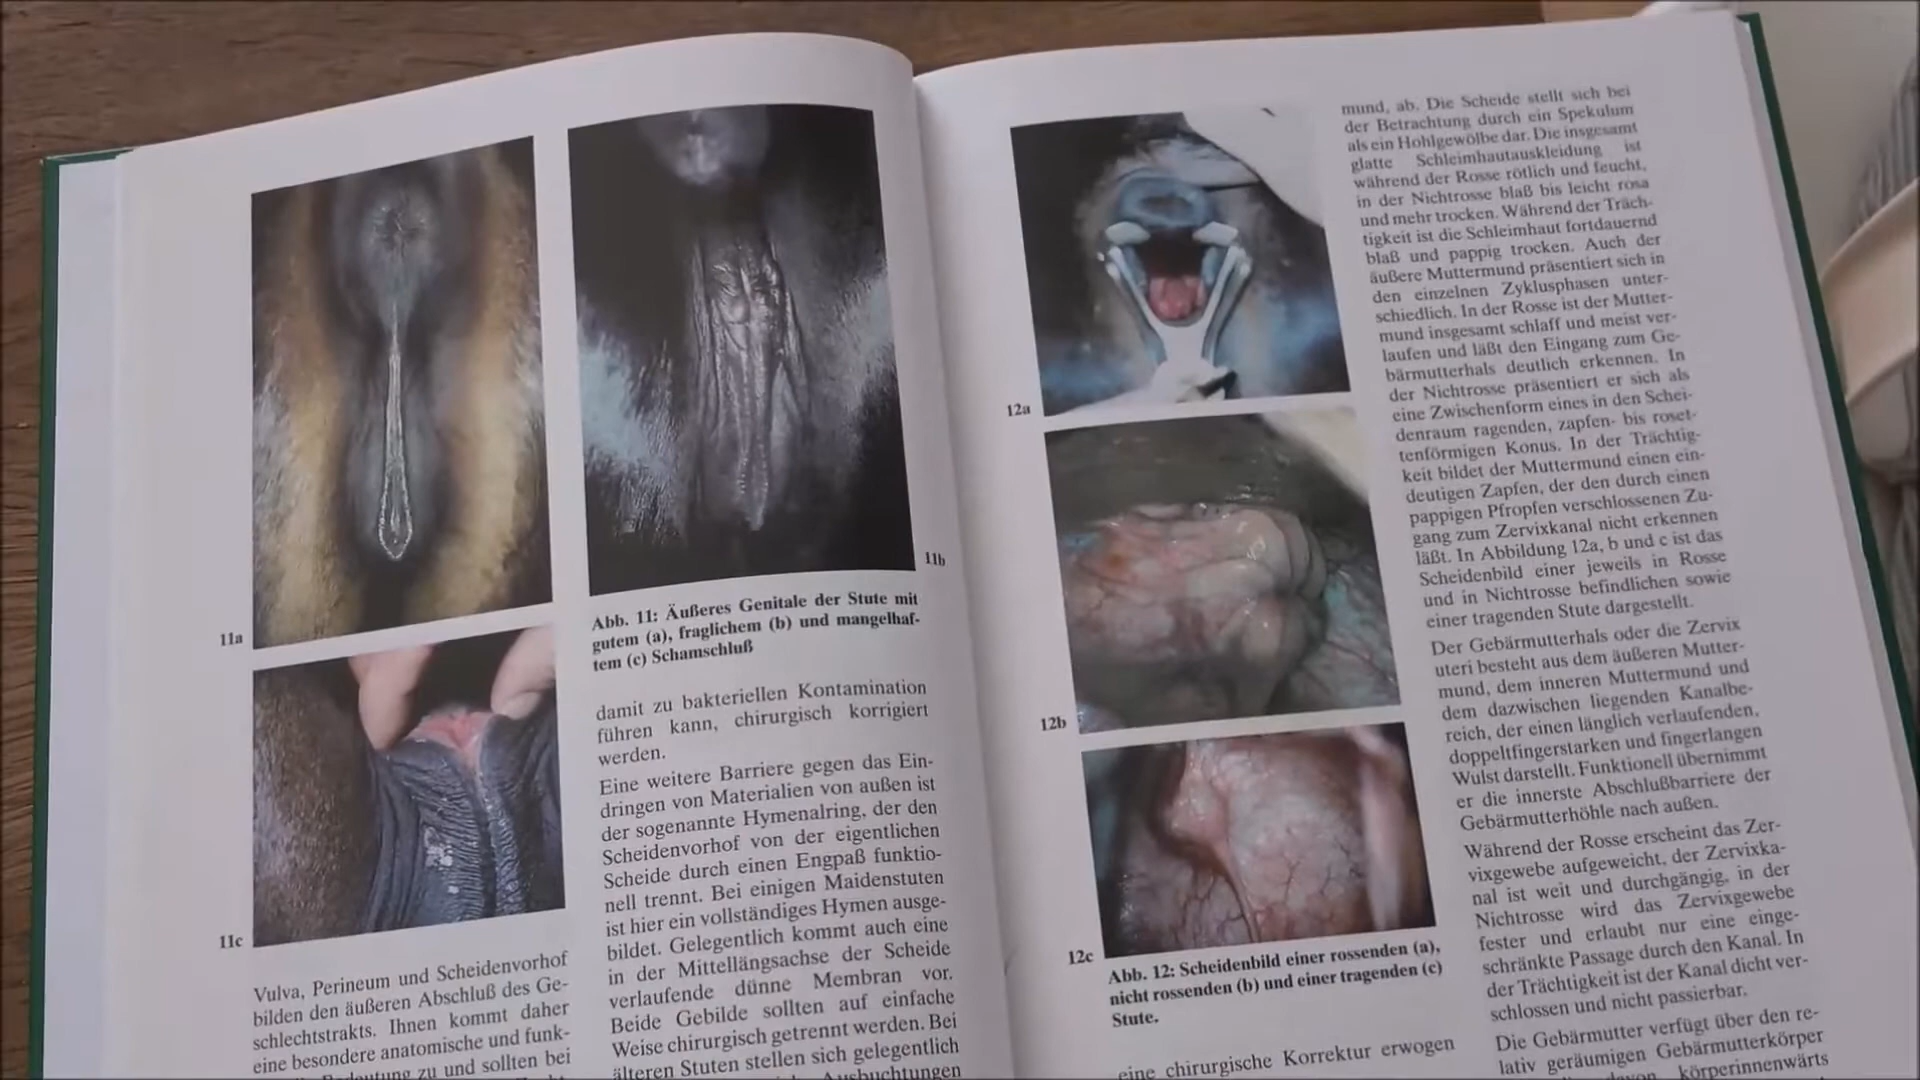 11a
11b
Abb. 11: Äußeres Genitale der Stute mit
gutem (a), fraglichem (b) und mangelhaf-
tem (c) Schamschluß
11c
Vulva, Perineum und Scheidenvorhof
bilden den äußeren Abschluß des Ge-
schlechtstrakts. Ihnen kommt daher
eine besondere anatomische und funk-
zu und sollten bei
damit zu bakteriellen Kontamination
führen kann, chirurgisch korrigiert
werden.
Eine weitere Barriere gegen das Ein-
dringen von Materialien von außen ist
der sogenannte Hymenalring, der den
Scheidenvorhof von der eigentlichen
Scheide durch einen Engpaß funktio-
nell trennt. Bei einigen Maidenstuten
ist hier ein vollständiges Hymen ausge-
bildet. Gelegentlich kommt auch eine
in der Mittellängsachse der Scheide
verlaufende dünne Membran vor.
Beide Gebilde sollten auf einfache
Weise chirurgisch getrennt werden. Bei
älteren Stuten stellen sich gelegentlich
Ausbuchtungen
12a
12b
12c
Abb. 12: Scheidenbild einer rossenden (a),
nicht rossenden (b) und einer tragenden (c)
Stute.
eine chirurgische Korrektur erwogen
mund, ab. Die Scheide stellt sich bei
der Betrachtung durch ein Spekulum
als ein Hohlgewölbe dar. Die insgesamt
glatte Schleimhautauskleidung ist
während der Rosse rötlich und feucht,
in der Nichtrosse blaß bis leicht rosa
und mehr trocken. Während der Träch-
tigkeit ist die Schleimhaut fortdauernd
blaß und pappig trocken. Auch der
äußere Muttermund präsentiert sich in
den einzelnen Zyklusphasen unter-
schiedlich. In der Rosse ist der Mutter-
mund insgesamt schlaff und meist ver-
laufen und läßt den Eingang zum Ge-
bärmutterhals deutlich erkennen. In
der Nichtrosse präsentiert er sich als
eine Zwischenform eines in den Schei-
denraum ragenden, zapfen- bis roset-
tenförmigen Konus. In der Trächtig-
keit bildet der Muttermund einen ein-
deutigen Zapfen, der den durch einen
pappigen Pfropfen verschlossenen Zu-
gang zum Zervixkanal nicht erkennen
läßt. In Abbildung 12a, b und c ist das
Scheidenbild einer jeweils in Rosse
und in Nichtrosse befindlichen sowie
einer tragenden Stute dargestellt.
Der Gebärmutterhals oder die Zervix
uteri besteht aus dem äußeren Mutter-
mund, dem inneren Muttermund und
dem dazwischen liegenden Kanalbe-
reich, der einen länglich verlaufenden,
doppeltfingerstarken und fingerlangen
Wulst darstellt. Funktionell übernimmt
er die innerste Abschlußbarriere der
Gebärmutterhöhle nach außen.
Während der Rosse erscheint das Zer-
vixgewebe aufgeweicht, der Zervixka-
nal ist weit und durchgängig, in der
Nichtrosse wird das Zervixgewebe
fester und erlaubt nur eine einge-
schränkte Passage durch den Kanal. In
der Trächtigkeit ist der Kanal dicht ver-
schlossen und nicht passierbar.
Die Gebärmutter verfügt über den re-
lativ geräumigen Gebärmutterkörper
körperinnenwärts